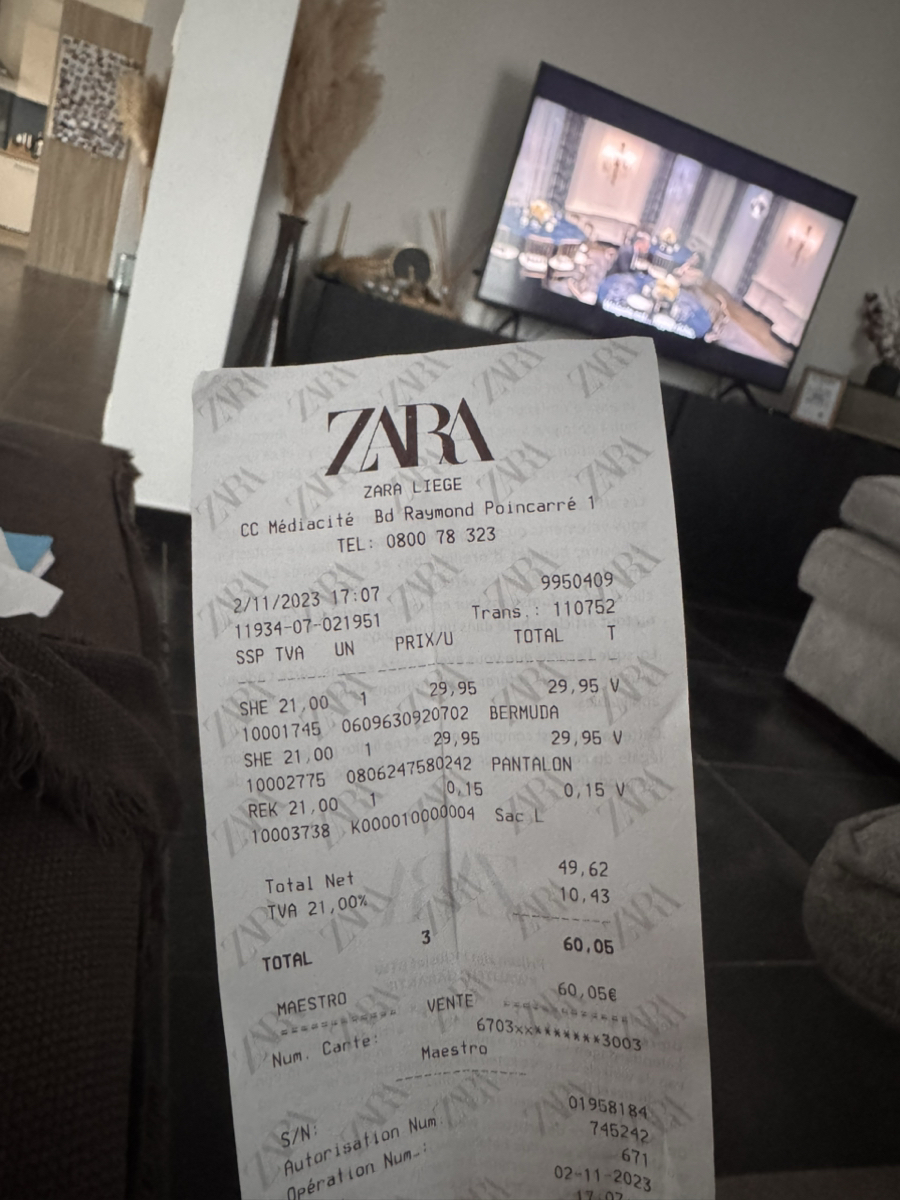 ZARA
ZARA LIEGE
CC Médiacité Bd Raymond Poincarré 1
TEL: 0800 78 323
2/11/2023 17:07 9950409
11934-07-021951 Trans.: 110752
SSP TVA UN PRIX/U TOTAL T
SHE 21,00 1 29,95 29,95 V
10001745 0609630920702 BERMUDA
SHE 21,00 1 29,95 29,95 V
10002775 0806247580242 PANTALON
REK 21,00 1 0,15 0,15 V
10003738 K000010000004 Sac L
Total Net 49,62
TVA 21,00% 10,43
TOTAL 3 60,05
MAESTRO 60,05€
VENTE
Num. Carte: 6703xx*******3003
Maestro
S/N: 01958184
Autorisation Num.: 745242
Opération Num.: 671
02-11-2023
17:07